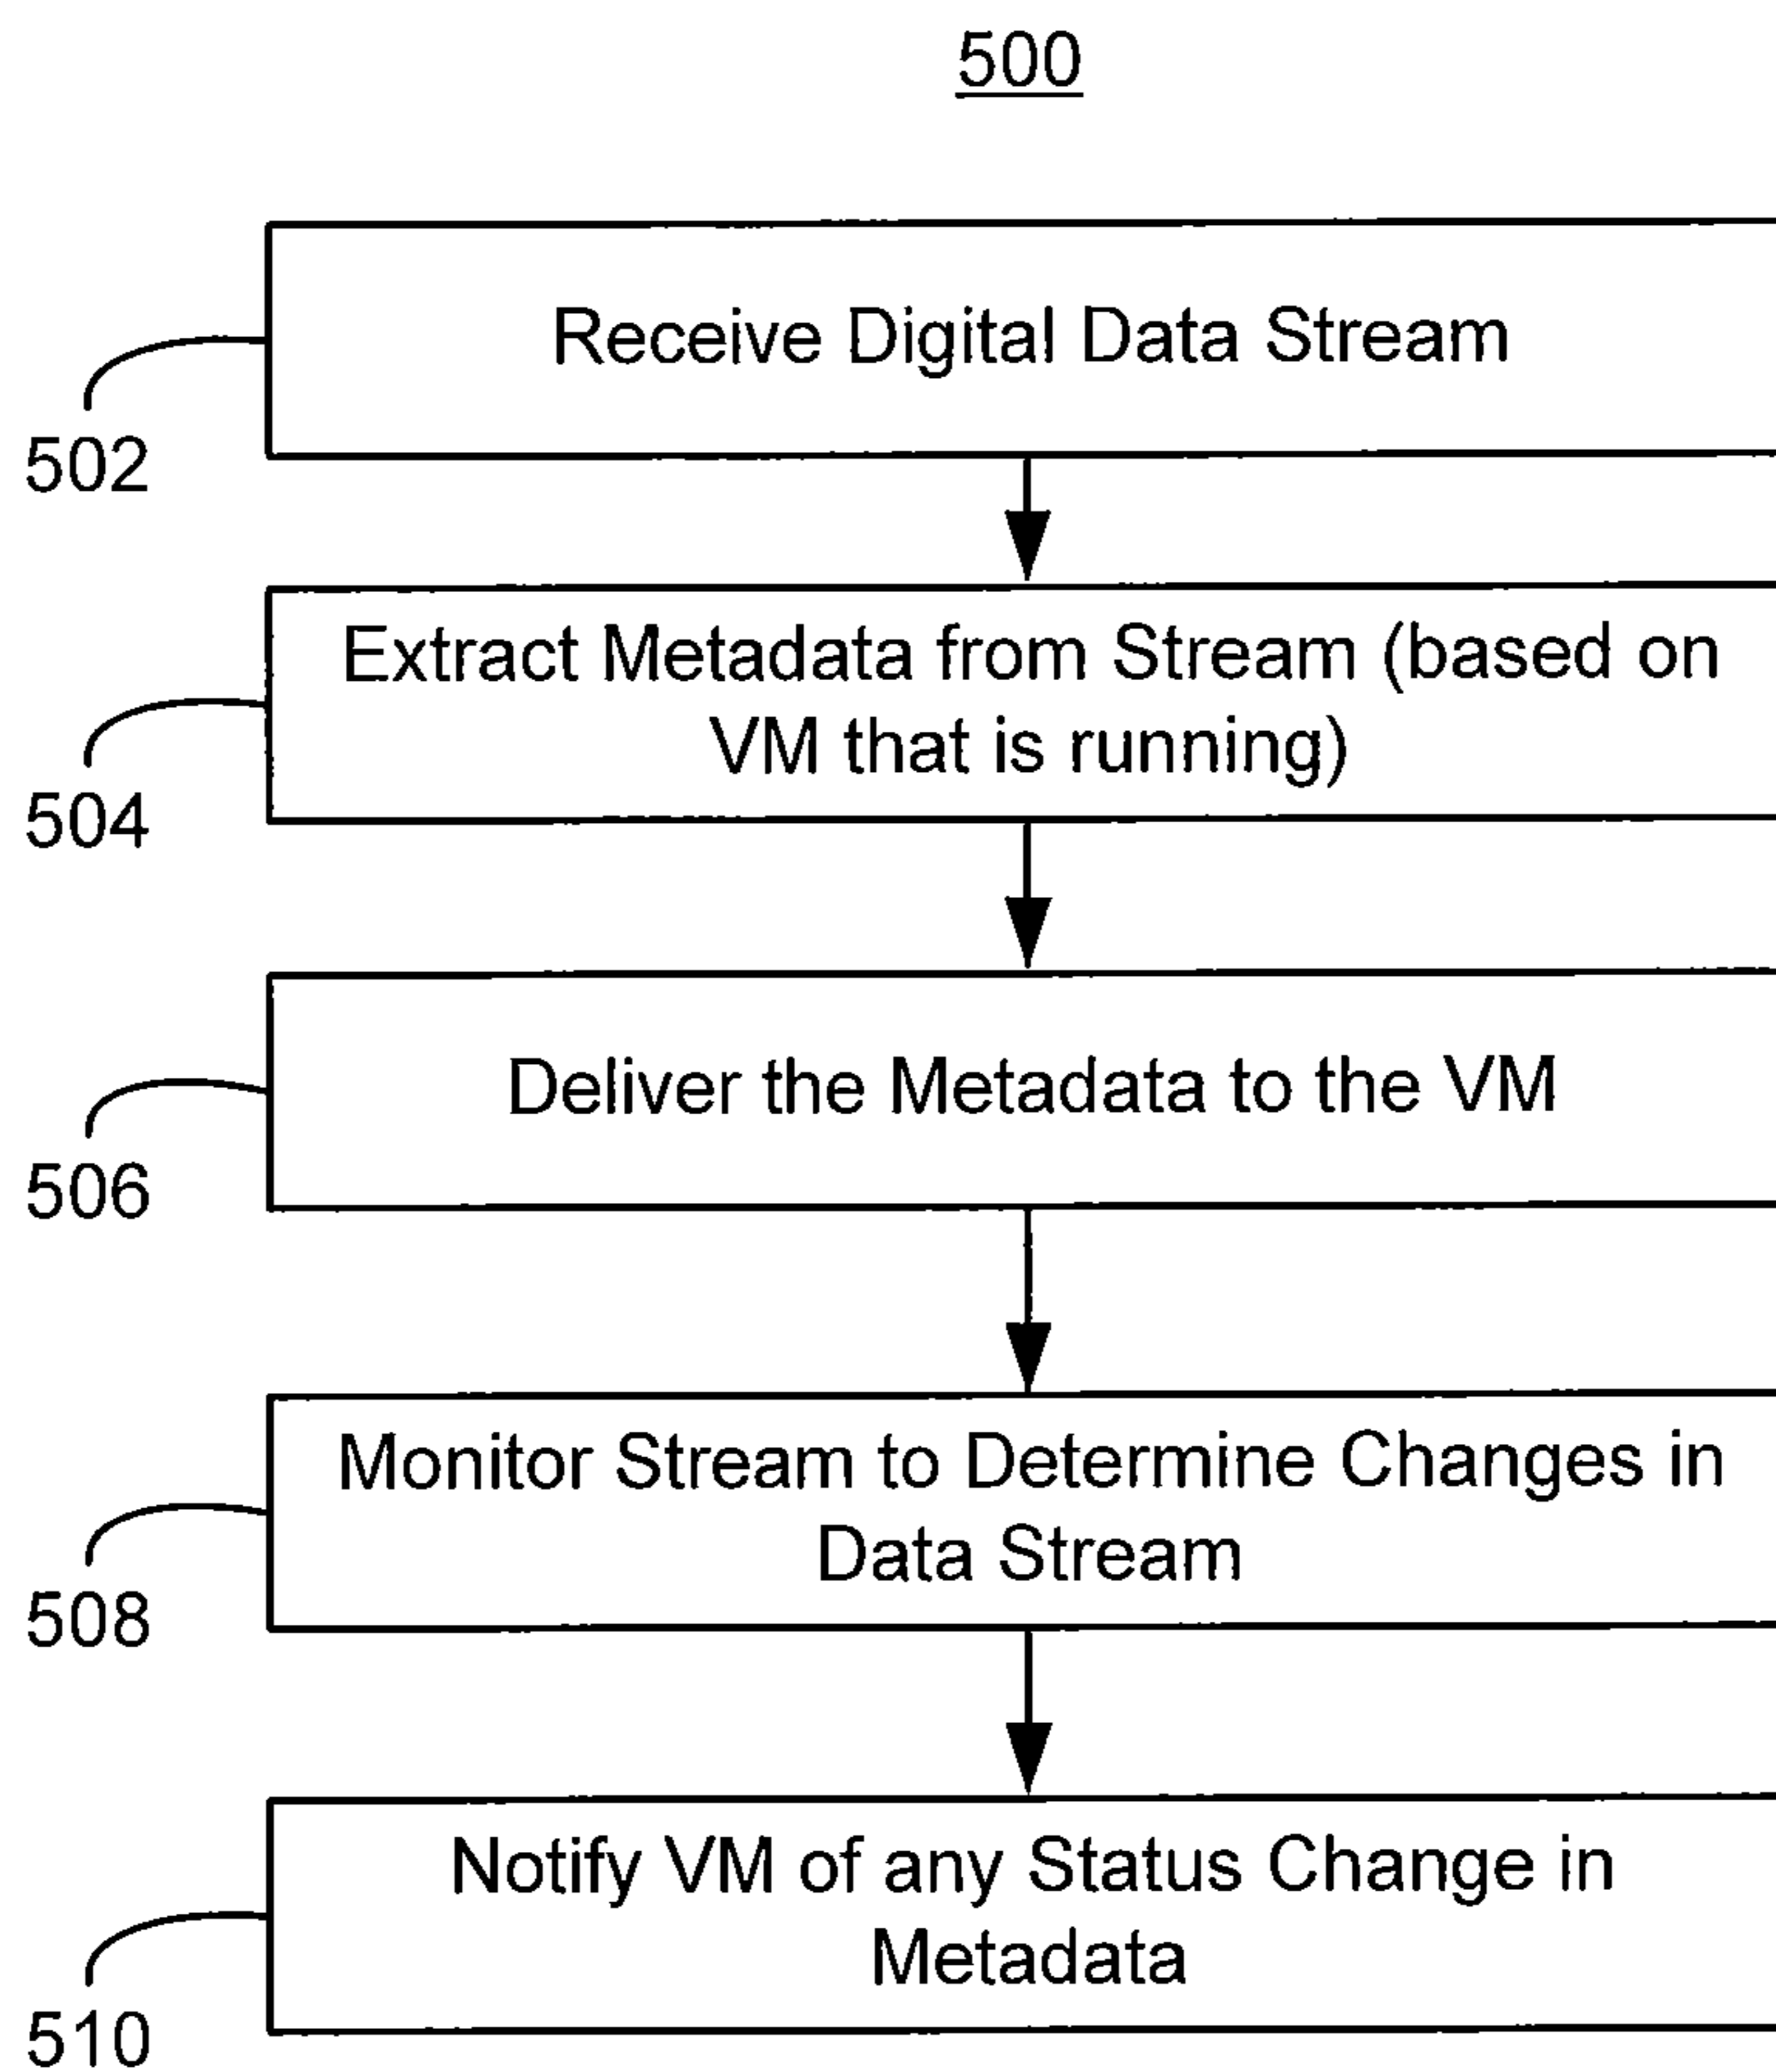 500
Receive Digital Data Stream
502
Extract Metadata from Stream (based on
VM that is running)
504
Deliver the Metadata to the VM
506
Monitor Stream to Determine Changes in
Data Stream
508
Notify VM of any Status Change in
Metadata
510